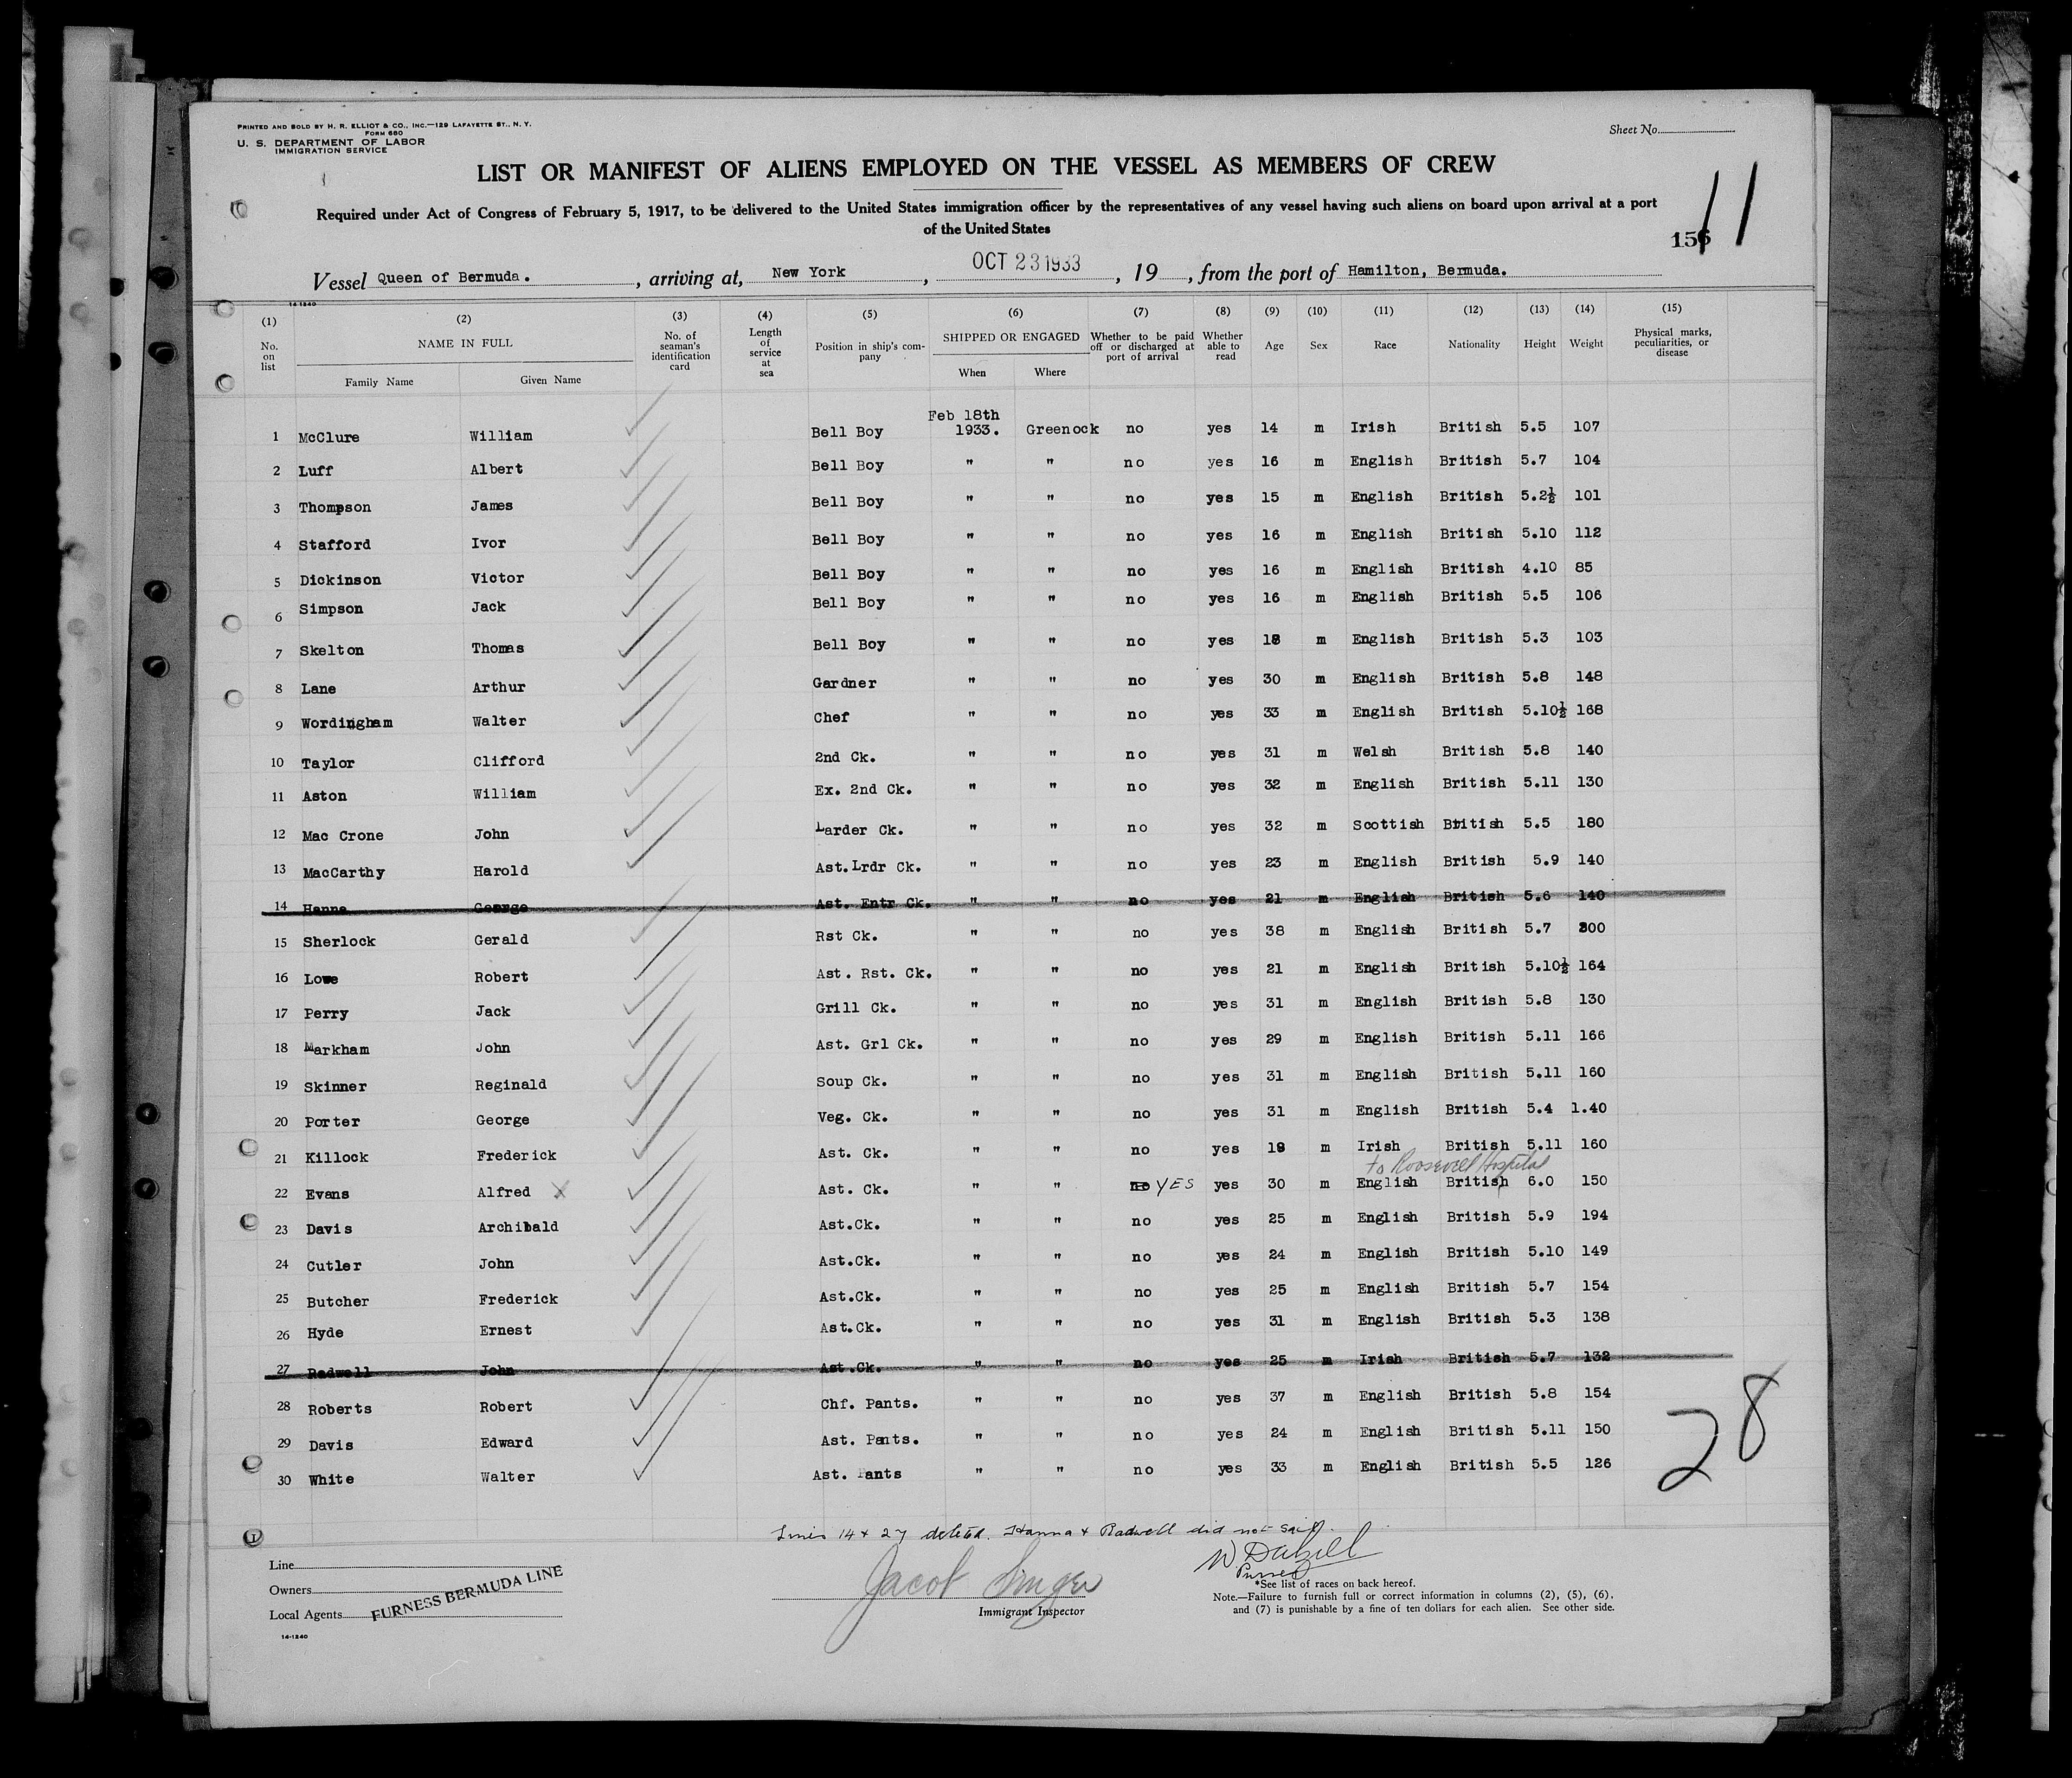 PRINTED AND SOLD BY H. R. ELLIOT & CO., INC.—129 LAFAYETTE ST., N. Y.
FORM 680
U. S. DEPARTMENT OF LABOR
IMMIGRATION SERVICE
Sheet No.
LIST OR MANIFEST OF ALIENS EMPLOYED ON THE VESSEL AS MEMBERS OF CREW
11
Required under Act of Congress of February 5, 1917, to be delivered to the United States immigration officer by the representatives of any vessel having such aliens on board upon arrival at a port
of the United States
156
Vessel Queen of Bermuda. , arriving at, New York , OCT 23 1933 , 19 , from the port of Hamilton, Bermuda.
14-1240
(1) (2) (3) (4) (5) (6) (7) (8) (9) (10) (11) (12) (13) (14) (15)
No. on list NAME IN FULL Family Name Given Name No. of seaman's identification card Length of service at sea Position in ship's company SHIPPED OR ENGAGED When Where Whether to be paid off or discharged at port of arrival Whether able to read Age Sex Race Nationality Height Weight Physical marks, peculiarities, or disease
1 McClure William Bell Boy Feb 18th 1933. Greenock no yes 14 m Irish British 5.5 107
2 Luff Albert Bell Boy " " no yes 16 m English British 5.7 104
3 Thompson James Bell Boy " " no yes 15 m English British 5.2½ 101
4 Stafford Ivor Bell Boy " " no yes 16 m English British 5.10 112
5 Dickinson Victor Bell Boy " " no yes 16 m English British 4.10 85
6 Simpson Jack Bell Boy " " no yes 16 m English British 5.5 106
7 Skelton Thomas Bell Boy " " no yes 18 m English British 5.3 103
8 Lane Arthur Gardner " " no yes 30 m English British 5.8 148
9 Wordingham Walter Chef " " no yes 33 m English British 5.10½ 168
10 Taylor Clifford 2nd Ck. " " no yes 31 m Welsh British 5.8 140
11 Aston William Ex. 2nd Ck. " " no yes 32 m English British 5.11 130
12 Mac Crone John Larder Ck. " " no yes 32 m Scottish British 5.5 180
13 MacCarthy Harold Ast.Lrdr Ck. " " no yes 23 m English British 5.9 140
14 Hanna George Ast. Entr Ck. " " no yes 21 m English British 5.6 140
15 Sherlock Gerald Rst Ck. " " no yes 38 m English British 5.7 200
16 Lowe Robert Ast. Rst. Ck. " " no yes 21 m English British 5.10½ 164
17 Perry Jack Grill Ck. " " no yes 31 m English British 5.8 130
18 Markham John Ast. Grl Ck. " " no yes 29 m English British 5.11 166
19 Skinner Reginald Soup Ck. " " no yes 31 m English British 5.11 160
20 Porter George Veg. Ck. " " no yes 31 m English British 5.4 1.40
21 Killock Frederick Ast. Ck. " " no yes 18 m Irish British 5.11 160
to Roosevelt Hospital
22 Evans Alfred X Ast. Ck. " " no YES yes 30 m English British 6.0 150
23 Davis Archibald Ast.Ck. " " no yes 25 m English British 5.9 194
24 Cutler John Ast.Ck. " " no yes 24 m English British 5.10 149
25 Butcher Frederick Ast.Ck. " " no yes 25 m English British 5.7 154
26 Hyde Ernest Ast.Ck. " " no yes 31 m English British 5.3 138
27 Radwell John Ast.Ck. " " no yes 25 m Irish British 5.7 132
28 Roberts Robert Chf. Pants. " " no yes 37 m English British 5.8 154
29 Davis Edward Ast. Pants. " " no yes 24 m English British 5.11 150
30 White Walter Ast. Pants " " no yes 33 m English British 5.5 126
28
Lines 14 & 27 deleted. Hanna & Radwell did not sail.
W Dalzell
Purser
Line
Owners
Local Agents
FURNESS BERMUDA LINE
14-1240
Jacob Singer
Immigrant Inspector
*See list of races on back hereof.
Note.—Failure to furnish full or correct information in columns (2), (5), (6),
and (7) is punishable by a fine of ten dollars for each alien. See other side.